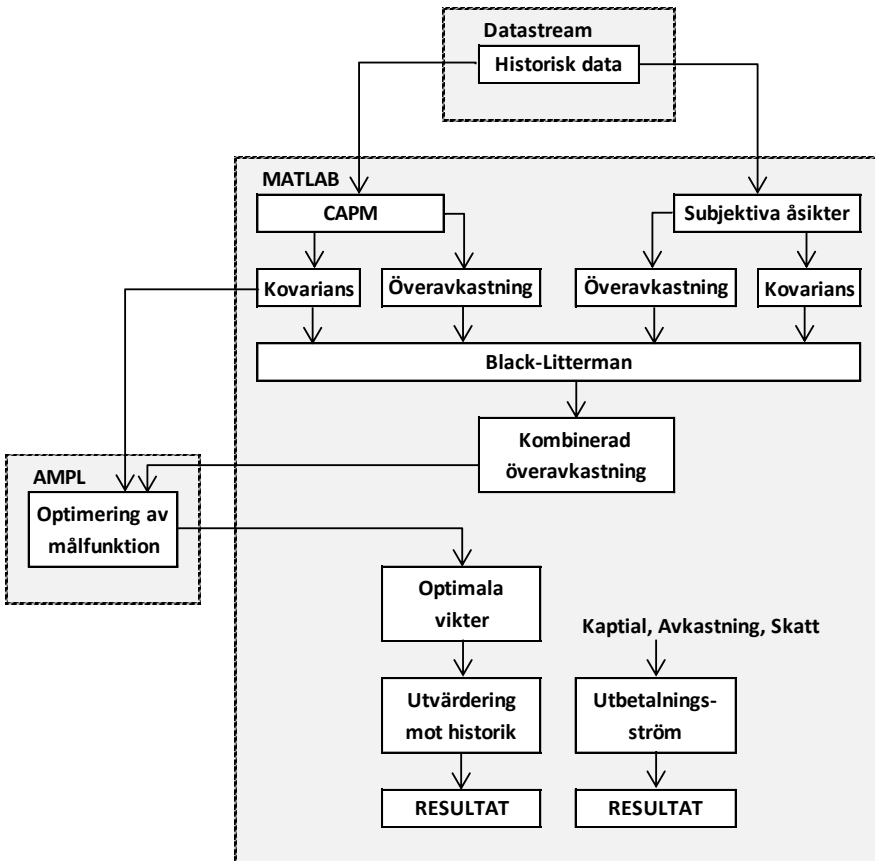 Datastream
Historisk data
MATLAB
CAPM
Subjektiva åsikter
Kovarians
Överavkastning
Överavkastning
Kovarians
Black-Litterman
Kombinerad
överavkastning
AMPL
Optimering av
målfunktion
Optimala
vikter
Kaptial, Avkastning, Skatt
Utvärdering
mot historik
Utbetalnings-
ström
RESULTAT
RESULTAT